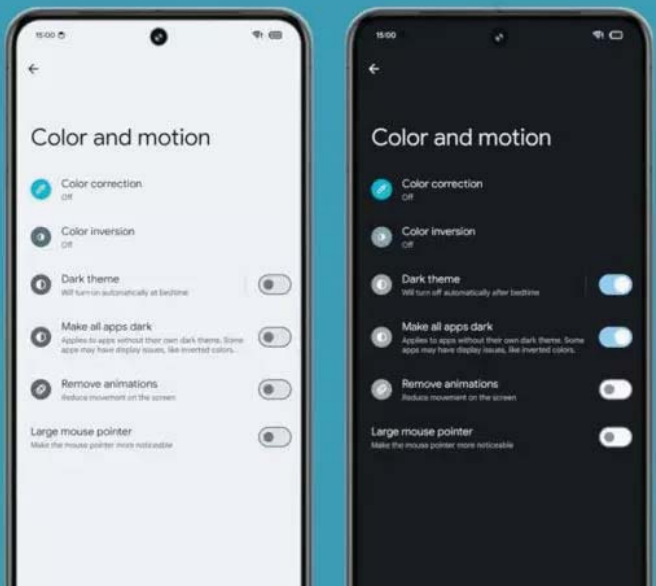 15:00
Color and motion
Color correction
Off
Color inversion
Off
Dark theme
Will turn on automatically at bedtime
Make all apps dark
Applies to apps without their own dark theme. Some
apps may have display issues, like inverted colors.
Remove animations
Reduce movement on the screen
Large mouse pointer
Make the mouse pointer more noticeable
15:00
Color and motion
Color correction
Off
Color inversion
Off
Dark theme
Will turn off automatically after bedtime
Make all apps dark
Applies to apps without their own dark theme. Some
apps may have display issues, like inverted colors.
Remove animations
Reduce movement on the screen
Large mouse pointer
Make the mouse pointer more noticeable